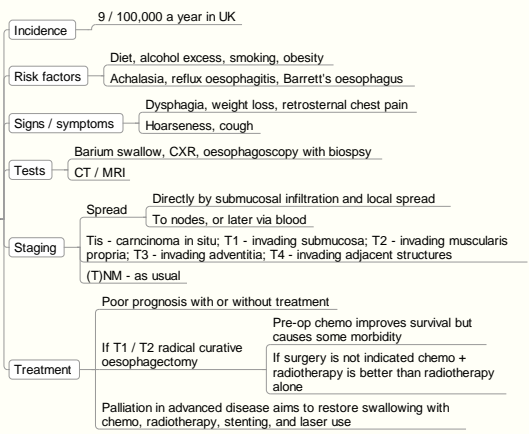 Incidence
9 / 100,000 a year in UK
Risk factors
Diet, alcohol excess, smoking, obesity
Achalasia, reflux oesophagitis, Barrett's oesophagus
Signs / symptoms
Dysphagia, weight loss, retrosternal chest pain
Hoarseness, cough
Tests
Barium swallow, CXR, oesophagoscopy with biospsy
CT / MRI
Staging
Spread
Directly by submucosal infiltration and local spread
To nodes, or later via blood
Tis - carncinoma in situ; T1 - invading submucosa; T2 - invading muscularis
propria; T3 - invading adventitia; T4 - invading adjacent structures
(T)NM - as usual
Treatment
Poor prognosis with or without treatment
If T1 / T2 radical curative
oesophagectomy
Pre-op chemo improves survival but
causes some morbidity
If surgery is not indicated chemo +
radiotherapy is better than radiotherapy
alone
Palliation in advanced disease aims to restore swallowing with
chemo, radiotherapy, stenting, and laser use